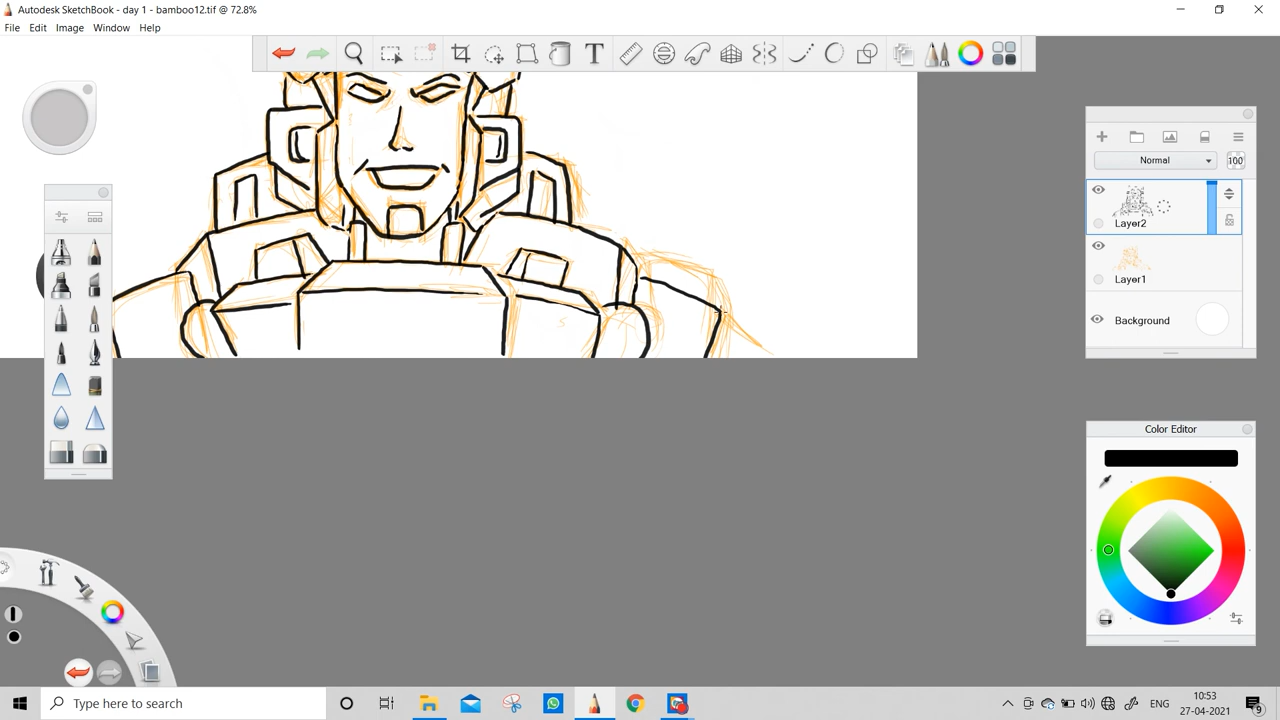 Autodesk SketchBook - day 1 - bamboo12.tif @ 72.8%
File Edit Image Window Help
T
Normal 100
Layer2
Layer1
Background
Color Editor
Type here to search
ENG
10:53
27-04-2021
9